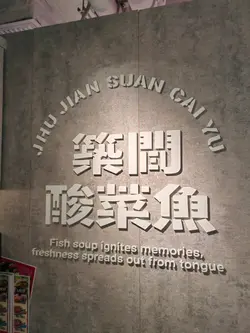 JHU JIAN SUAN CAI YU
築間
酸菜魚
Fish soup ignites memories,
freshness spreads out from tongue